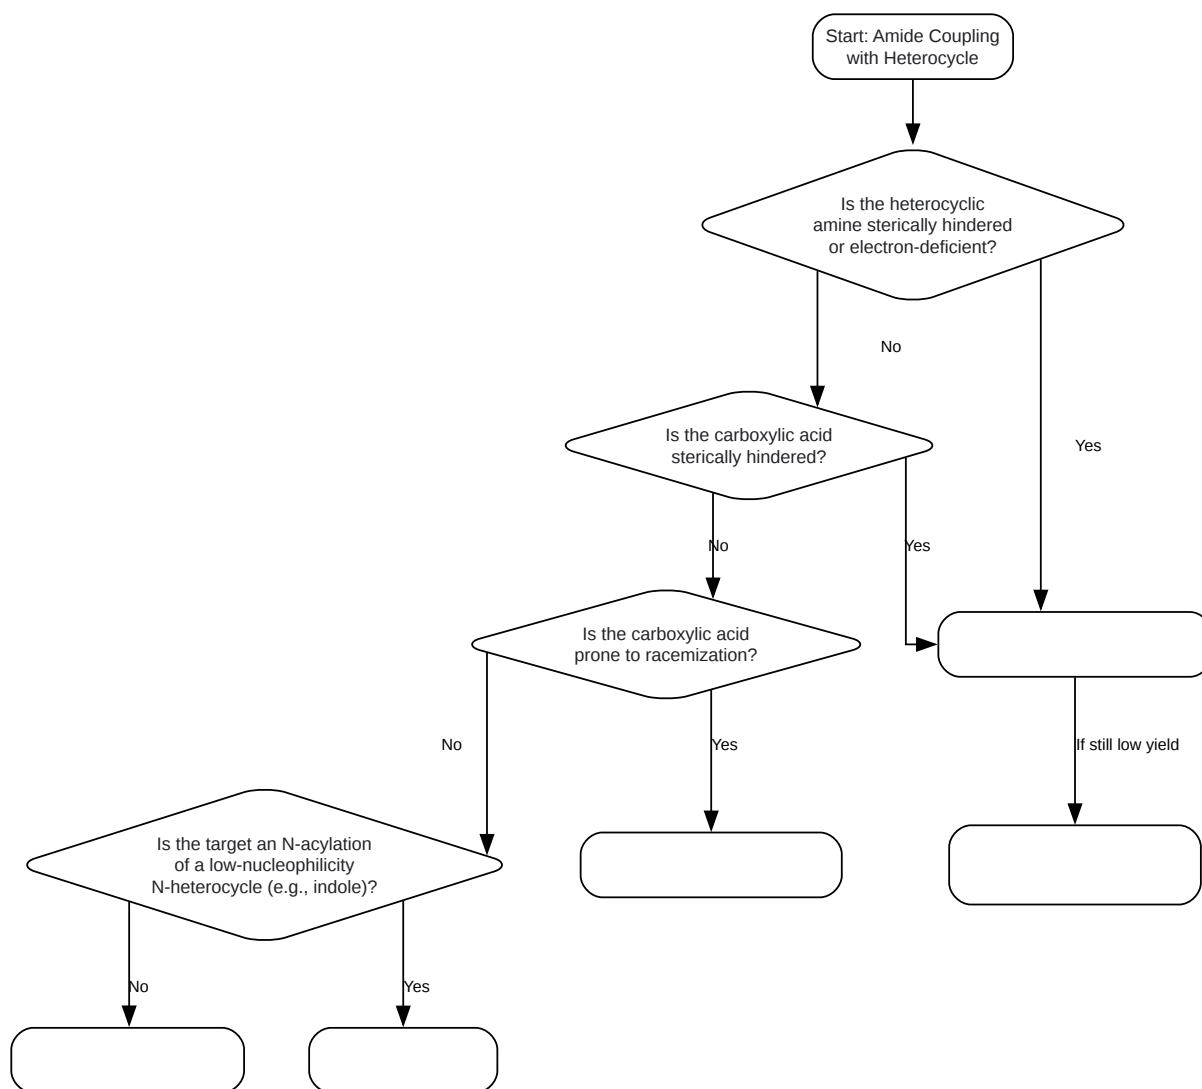 Start: Amide Coupling
with Heterocycle
Is the heterocyclic
amine sterically hindered
or electron-deficient?
No
Yes
Is the carboxylic acid
sterically hindered?
No
Yes
Is the carboxylic acid
prone to racemization?
No
Yes
If still low yield
Is the target an N-acylation
of a low-nucleophilicity
N-heterocycle (e.g., indole)?
No
Yes